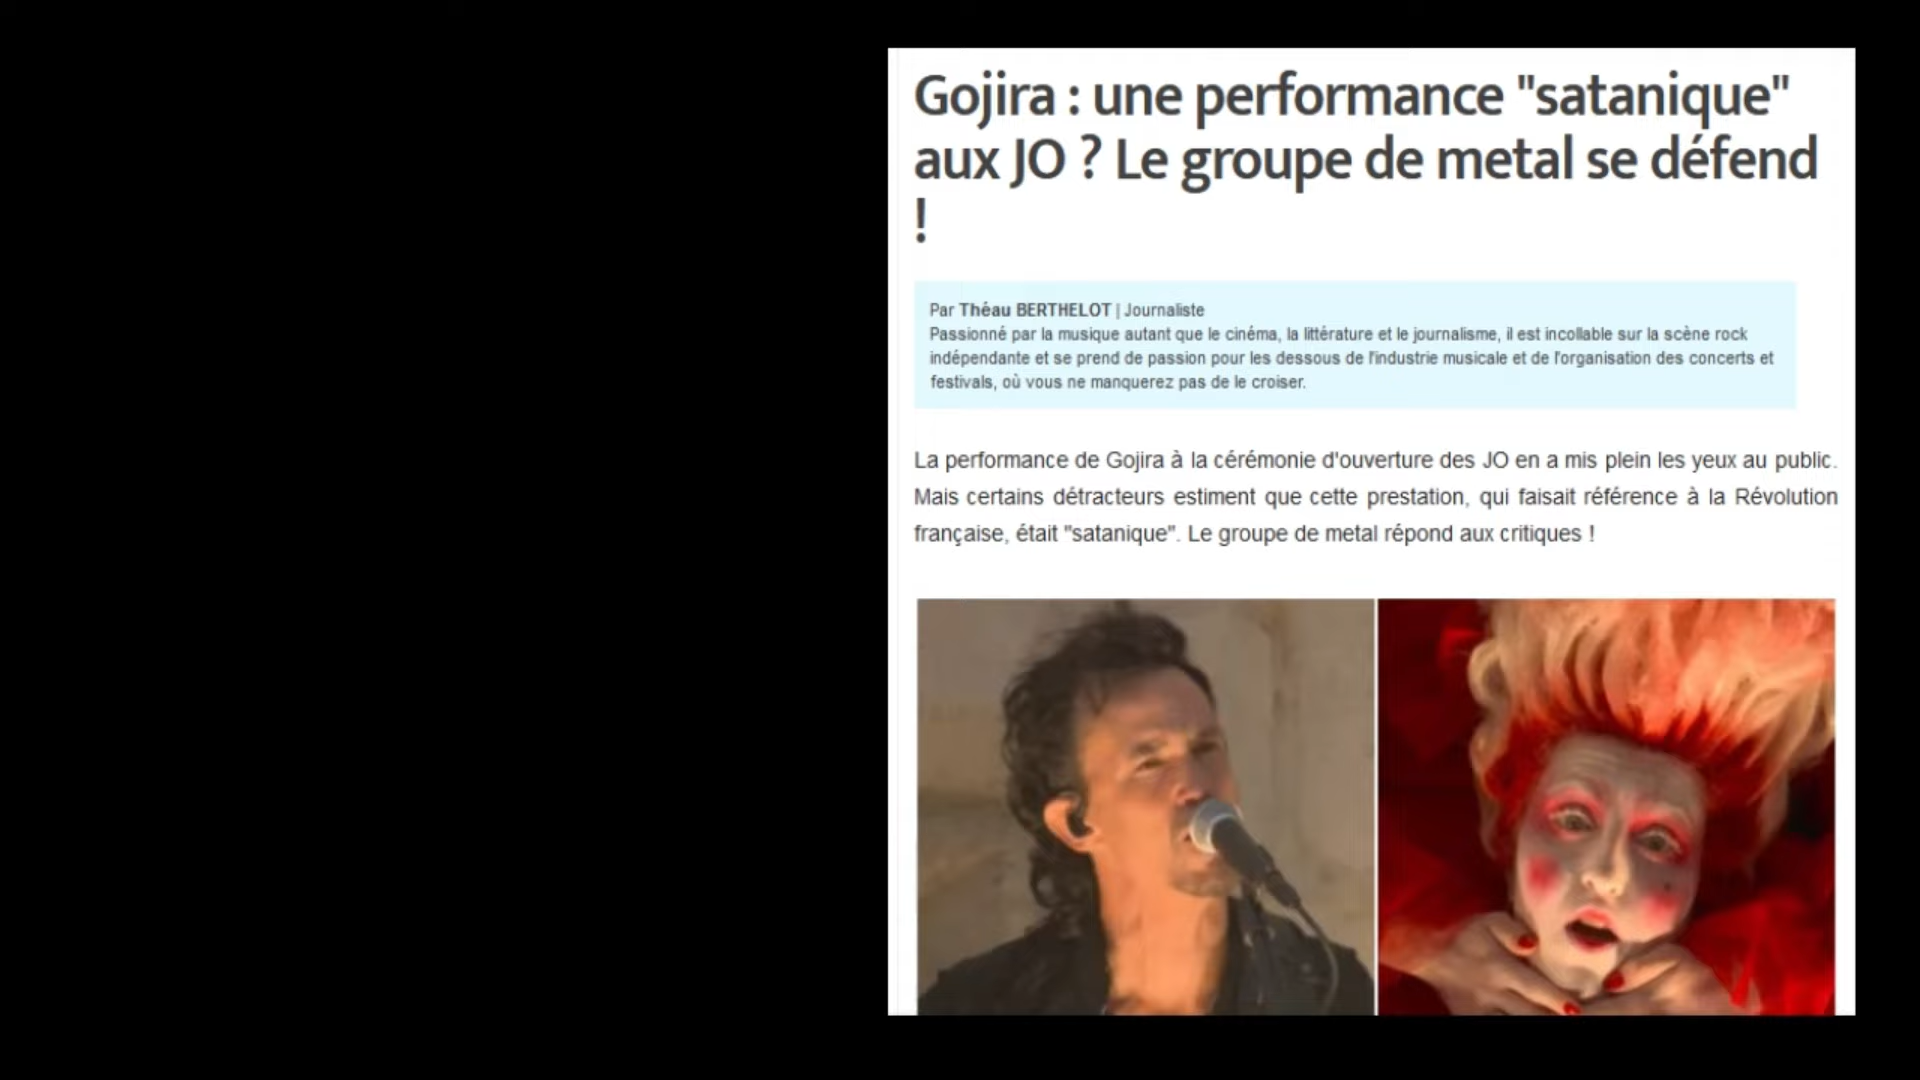 Gojira : une performance "satanique"
aux JO ? Le groupe de metal se défend
!
Par Théau BERTHELOT | Journaliste
Passionné par la musique autant que le cinéma, la littérature et le journalisme, il est incollable sur la scène rock
indépendante et se prend de passion pour les dessous de l'industrie musicale et de l'organisation des concerts et
festivals, où vous ne manquerez pas de le croiser.
La performance de Gojira à la cérémonie d'ouverture des JO en a mis plein les yeux au public.
Mais certains détracteurs estiment que cette prestation, qui faisait référence à la Révolution
française, était "satanique". Le groupe de metal répond aux critiques !